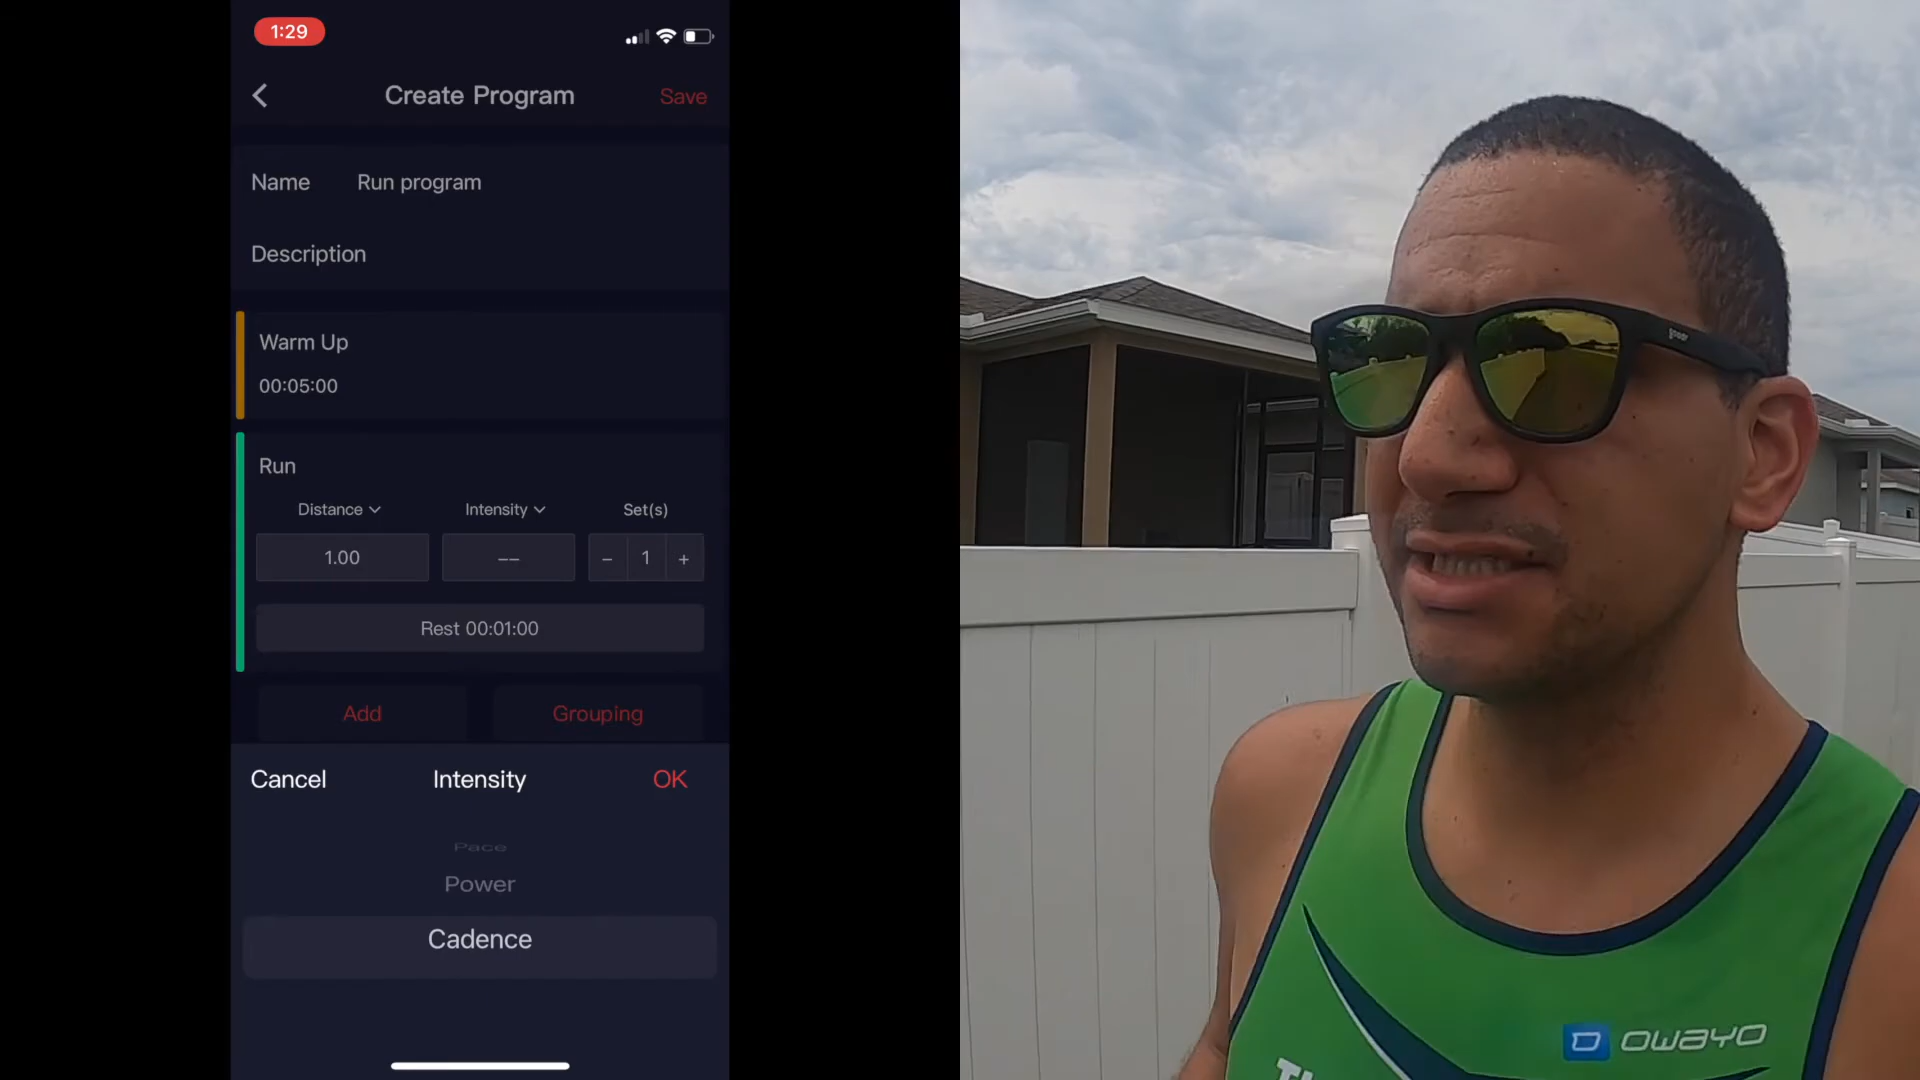 1:29
Create Program
Save
Name Run program
Description
Warm Up
00:05:00
Run
Distance Intensity Set(s)
1.00 -- - 1 +
Rest 00:01:00
Add Grouping
Cancel Intensity OK
Pace
Power
Cadence
goodr
OWAYO